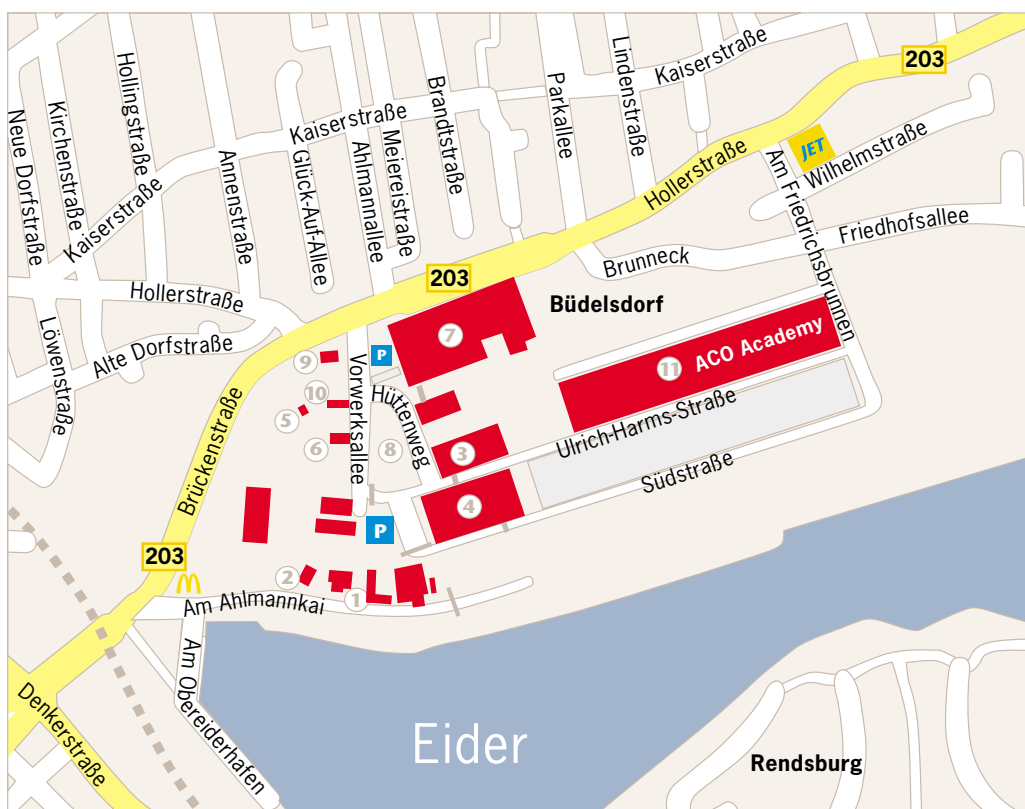 203
Kaiserstraße
Lindenstraße
Parkallee
Brandtstraße
Meiereistraße
Ahlmannallee
Kaiserstraße
Glück-Auf-Allee
Annenstraße
Hollingstraße
Kirchenstraße
Neue Dorfstraße
Kaiserstraße
JET
Wilhelmstraße
Am Friedrichsbrunnen
Hollerstraße
Friedhofsallee
Brunneck
203
Büdelsdorf
Hollerstraße
Alte Dorfstraße
Löwenstraße
7
ACO Academy
11
P
9
10
5
6
Vorwerksallee
Hüttenweg
8
3
4
Ulrich-Harms-Straße
Südstraße
Brückenstraße
P
203
2
1
Am Ahlmannkai
Am Obereiderhafen
Denkerstraße
Eider
Rendsburg